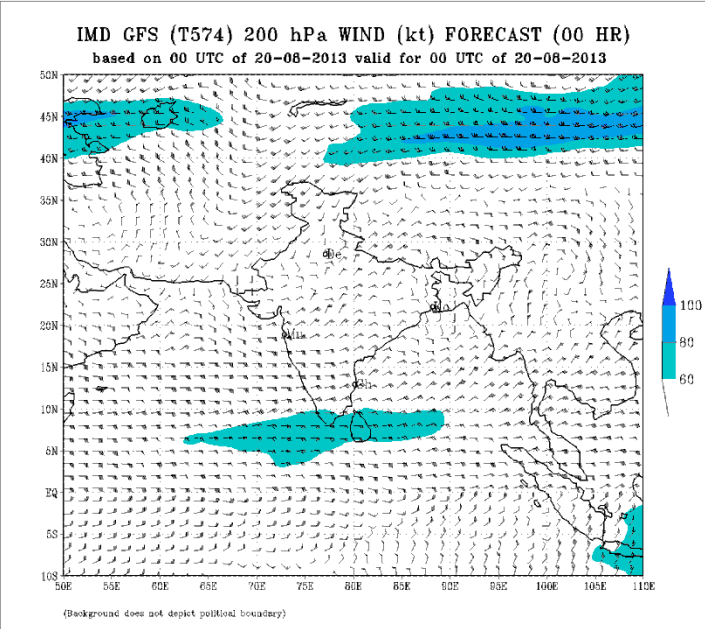 IMD GFS (T574) 200 hPa WIND (kt) FORECAST (00 HR)
based on 00 UTC of 20-08-2013 valid for 00 UTC of 20-08-2013
50N
45N
40N
35N
30N
25N
20N
15N
10N
5N
EQ
5S
10S
De
Mu
Ch
100
80
60
50E 55E 60E 65E 70E 75E 80E 85E 90E 95E 100E 105E 110E
(Background does not depict political boundary)